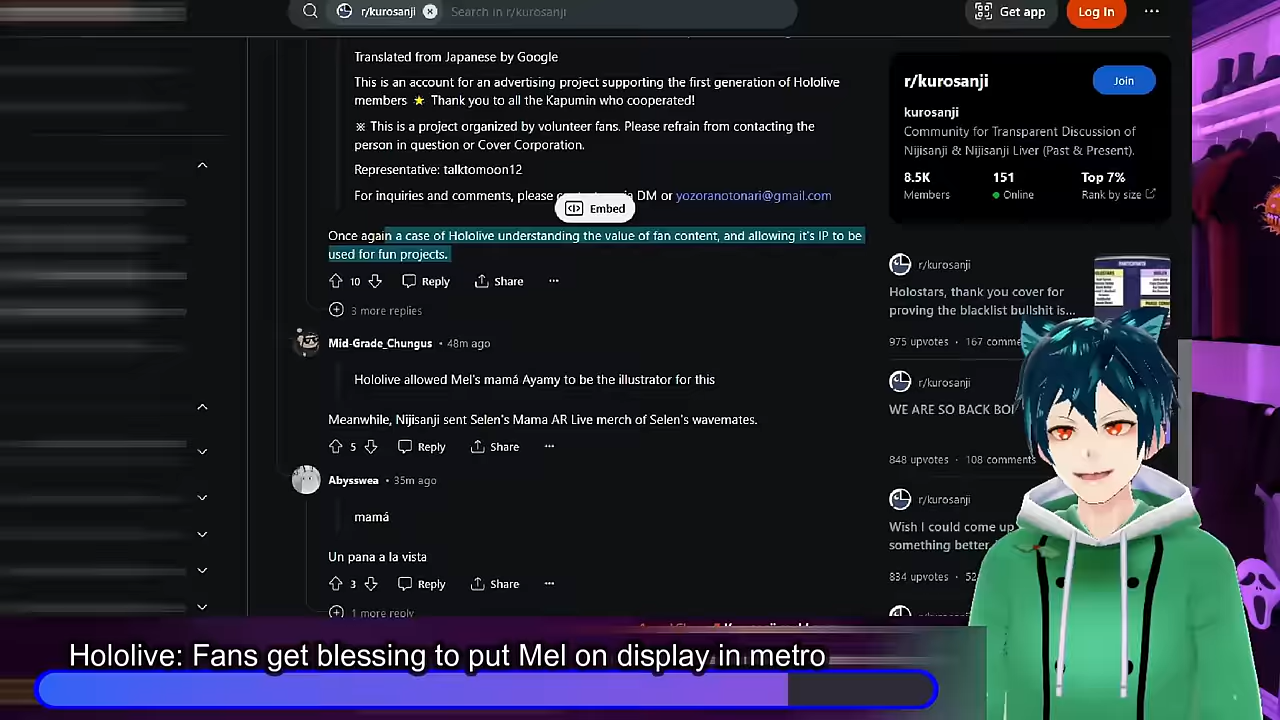 r/kurosanji
Search in r/kurosanji
Get app
Log In
Translated from Japanese by Google
This is an account for an advertising project supporting the first generation of Hololive
members ⭐ Thank you to all the Kapumin who cooperated!
※ This is a project organized by volunteer fans. Please refrain from contacting the
person in question or Cover Corporation.
Representative: talktomoon12
For inquiries and comments, please DM or yozoranotonari@gmail.com
Embed
Once again a case of Hololive understanding the value of fan content, and allowing it's IP to be
used for fun projects.
10 Reply Share
3 more replies
Mid-Grade_Chungus • 48m ago
Hololive allowed Mel's mamá Ayamy to be the illustrator for this
Meanwhile, Nijisanji sent Selen's Mama AR Live merch of Selen's wavemates.
5 Reply Share
Abysswea • 35m ago
mamá
Un pana a la vista
3 Reply Share
1 more reply
r/kurosanji
Join
kurosanji
Community for Transparent Discussion of
Nijisanji & Nijisanji Liver (Past & Present).
8.5K 151 Top 7%
Members Online Rank by size
r/kurosanji
Holostars, thank you cover for
proving the blacklist bullshit is...
975 upvotes · 167
r/kurosanji
WE ARE SO BACK
848 upvotes · 108 comments
r/kurosanji
Wish I could come up
something better.
834 upvotes ·
Hololive: Fans get blessing to put Mel on display in metro